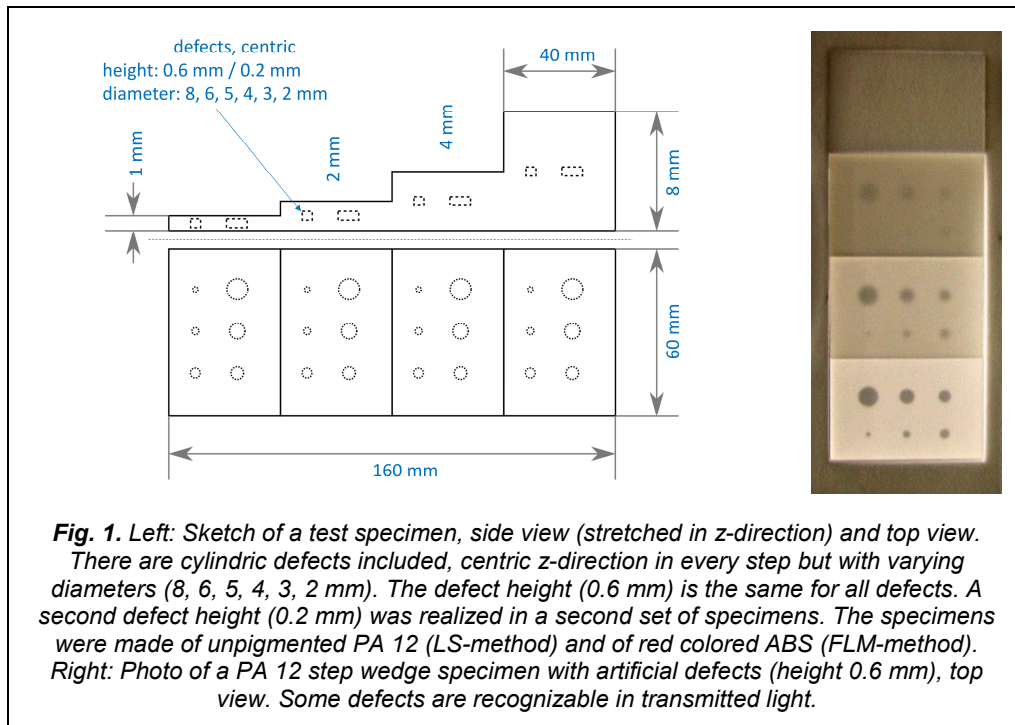 defects, centric
height: 0.6 mm / 0.2 mm
diameter: 8, 6, 5, 4, 3, 2 mm
40 mm
1 mm
2 mm
4 mm
8 mm
60 mm
160 mm
Fig. 1. Left: Sketch of a test specimen, side view (stretched in z-direction) and top view.
There are cylindric defects included, centric z-direction in every step but with varying
diameters (8, 6, 5, 4, 3, 2 mm). The defect height (0.6 mm) is the same for all defects. A
second defect height (0.2 mm) was realized in a second set of specimens. The specimens
were made of unpigmented PA 12 (LS-method) and of red colored ABS (FLM-method).
Right: Photo of a PA 12 step wedge specimen with artificial defects (height 0.6 mm), top
view. Some defects are recognizable in transmitted light.